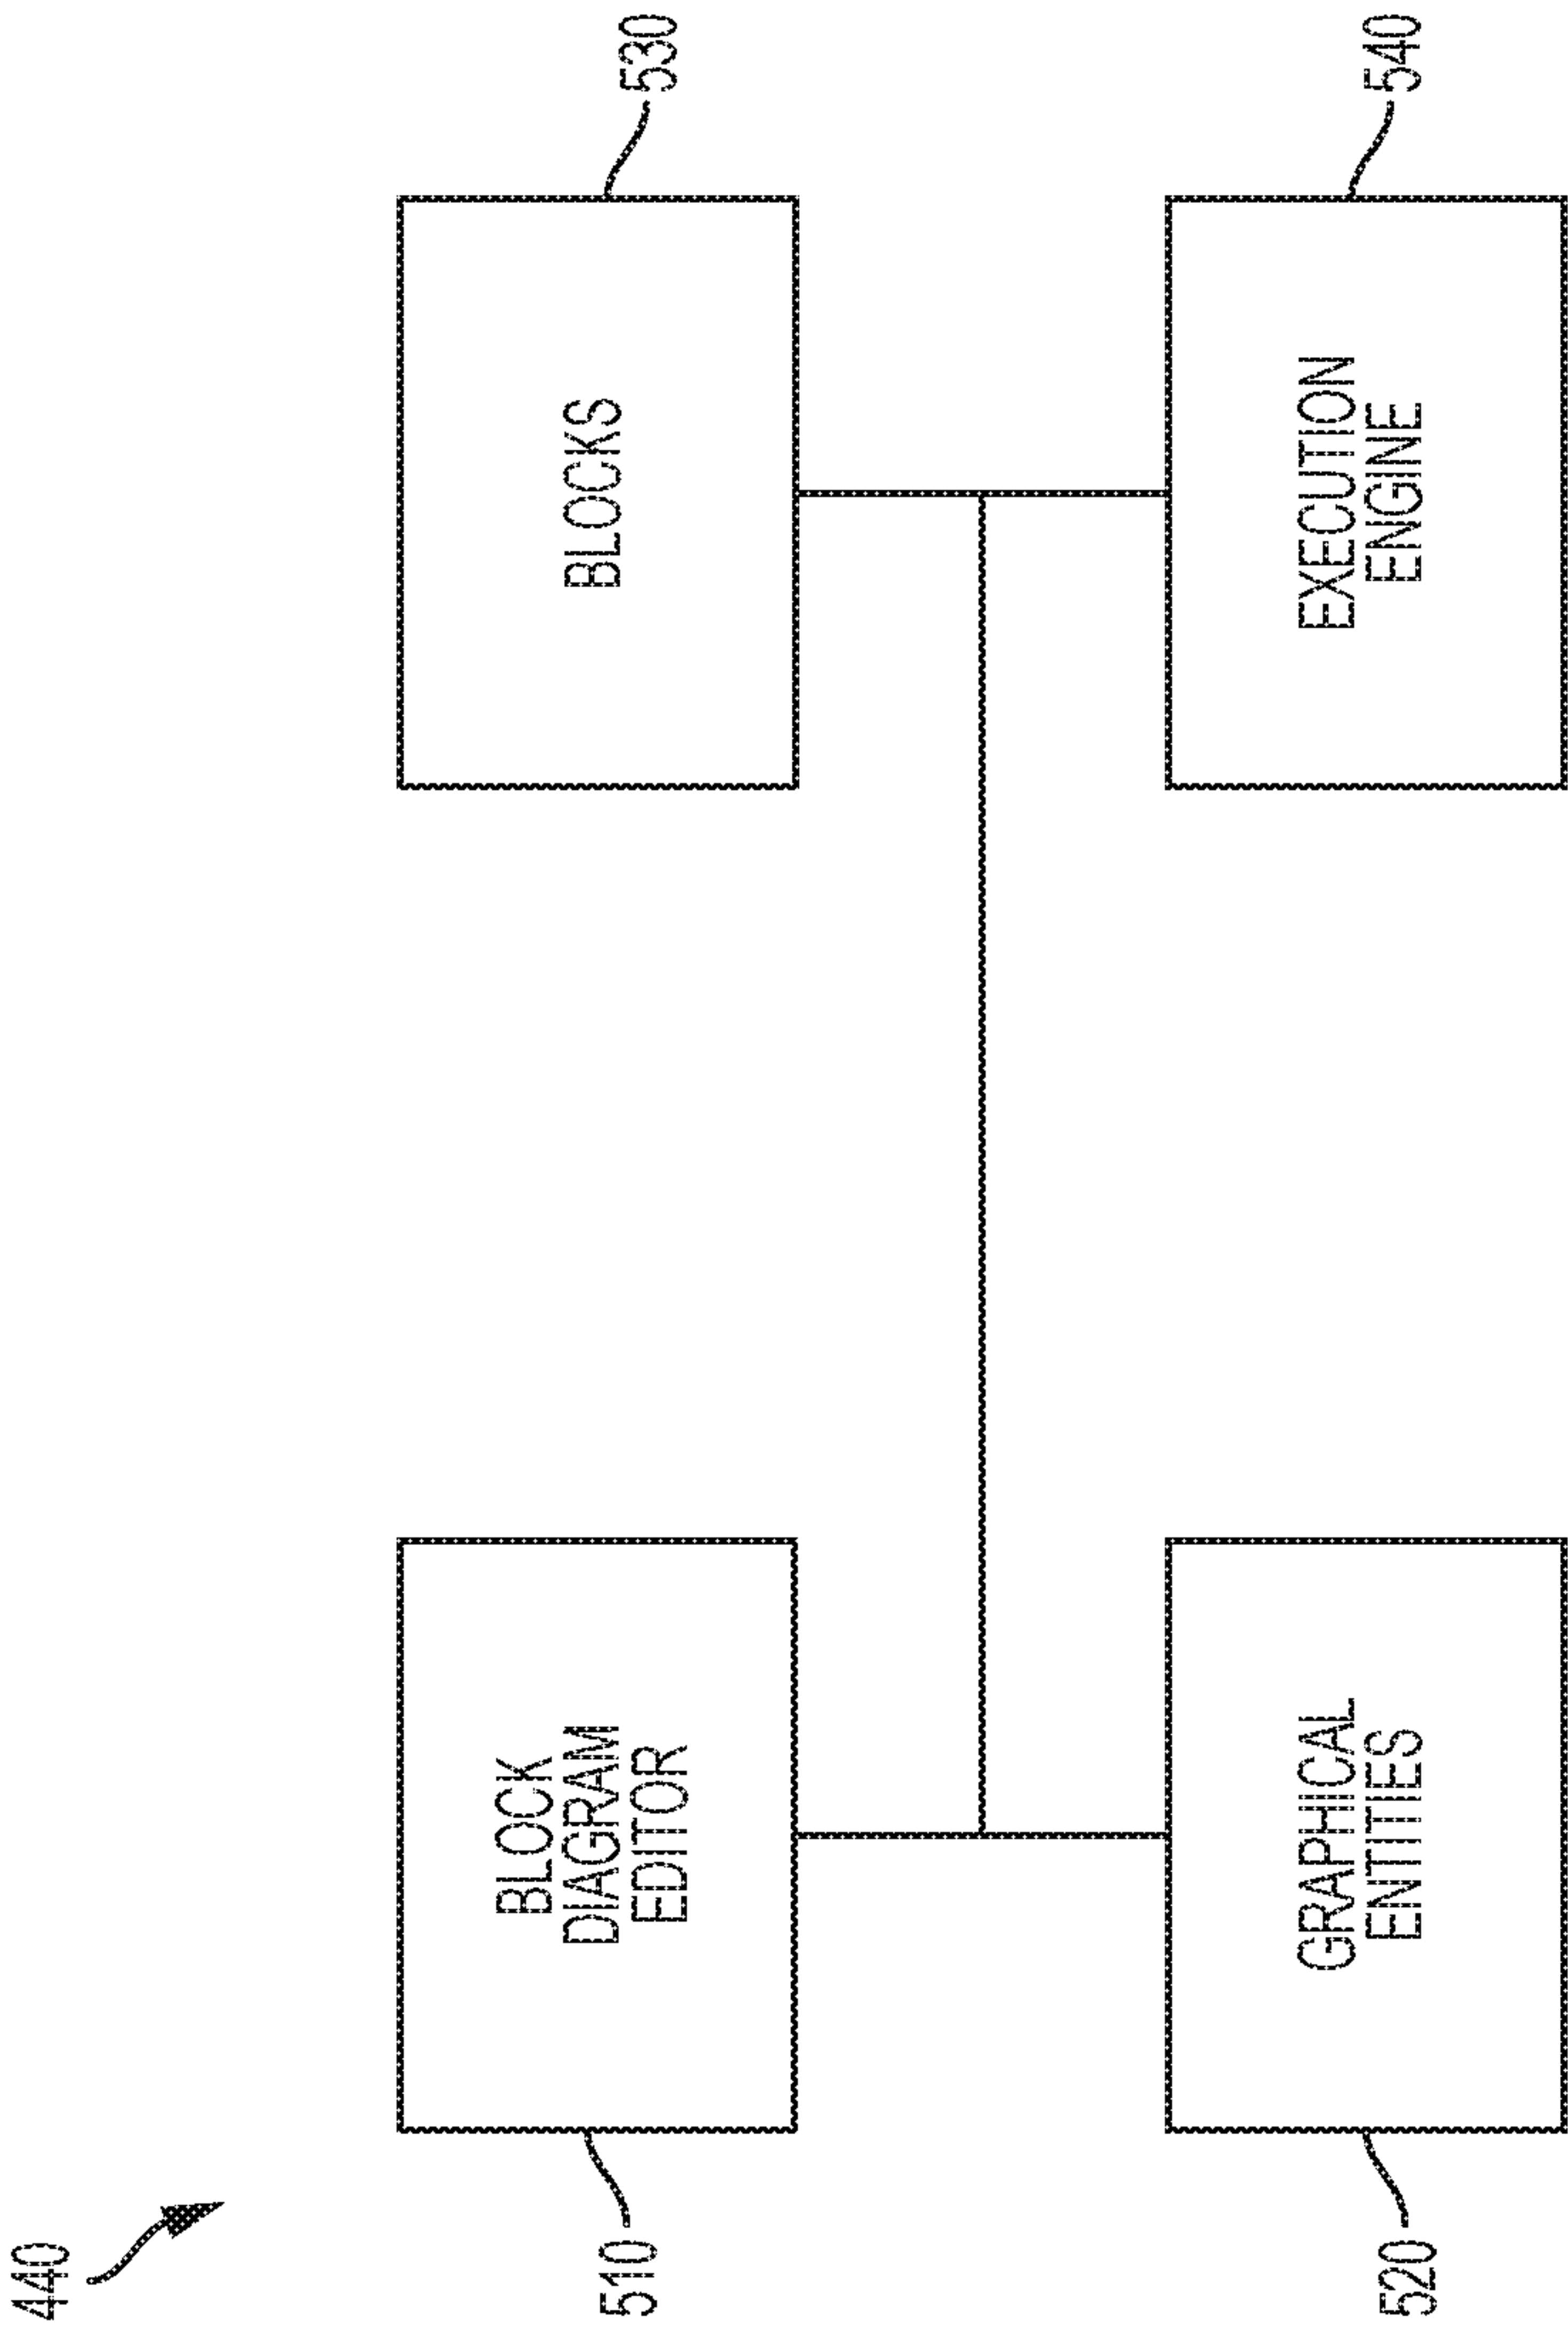 440
510
BLOCK
DIAGRAM
EDITOR
BLOCKS
530
520
GRAPHICAL
ENTITIES
EXECUTION
ENGINE
540